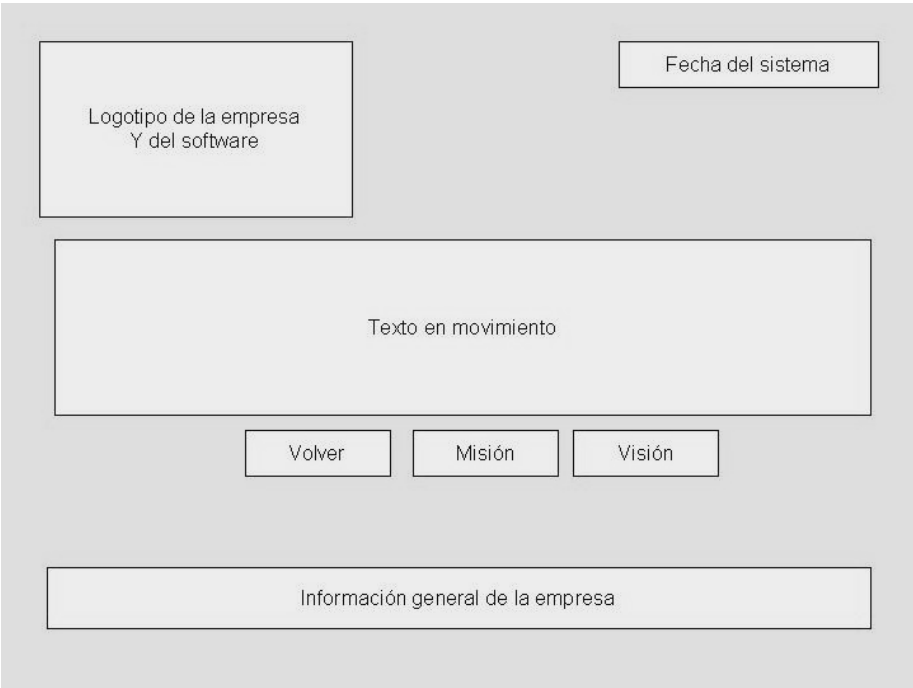 Logotipo de la empresa
Y del software
Fecha del sistema
Texto en movimiento
Volver
Misión
Visión
Información general de la empresa